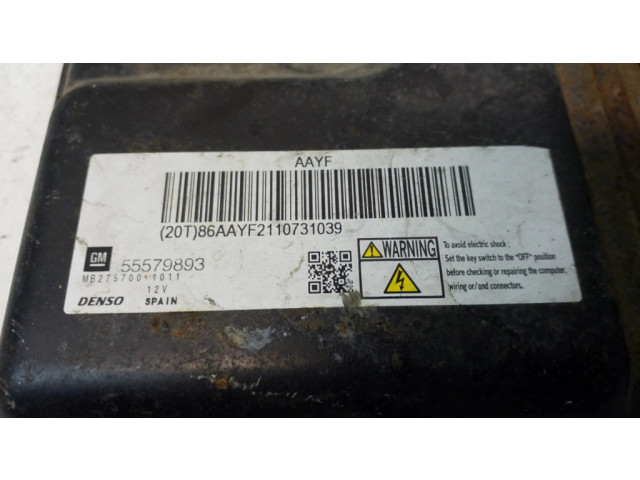 AAYF
(20T)86AAYF2110731039
GM 55579893
MB275700-1011
12V
DENSO SPAIN
WARNING
To avoid electric shock :
Set the key switch to the "OFF" position
before checking or repairing the computer,
wiring or/and connectors.